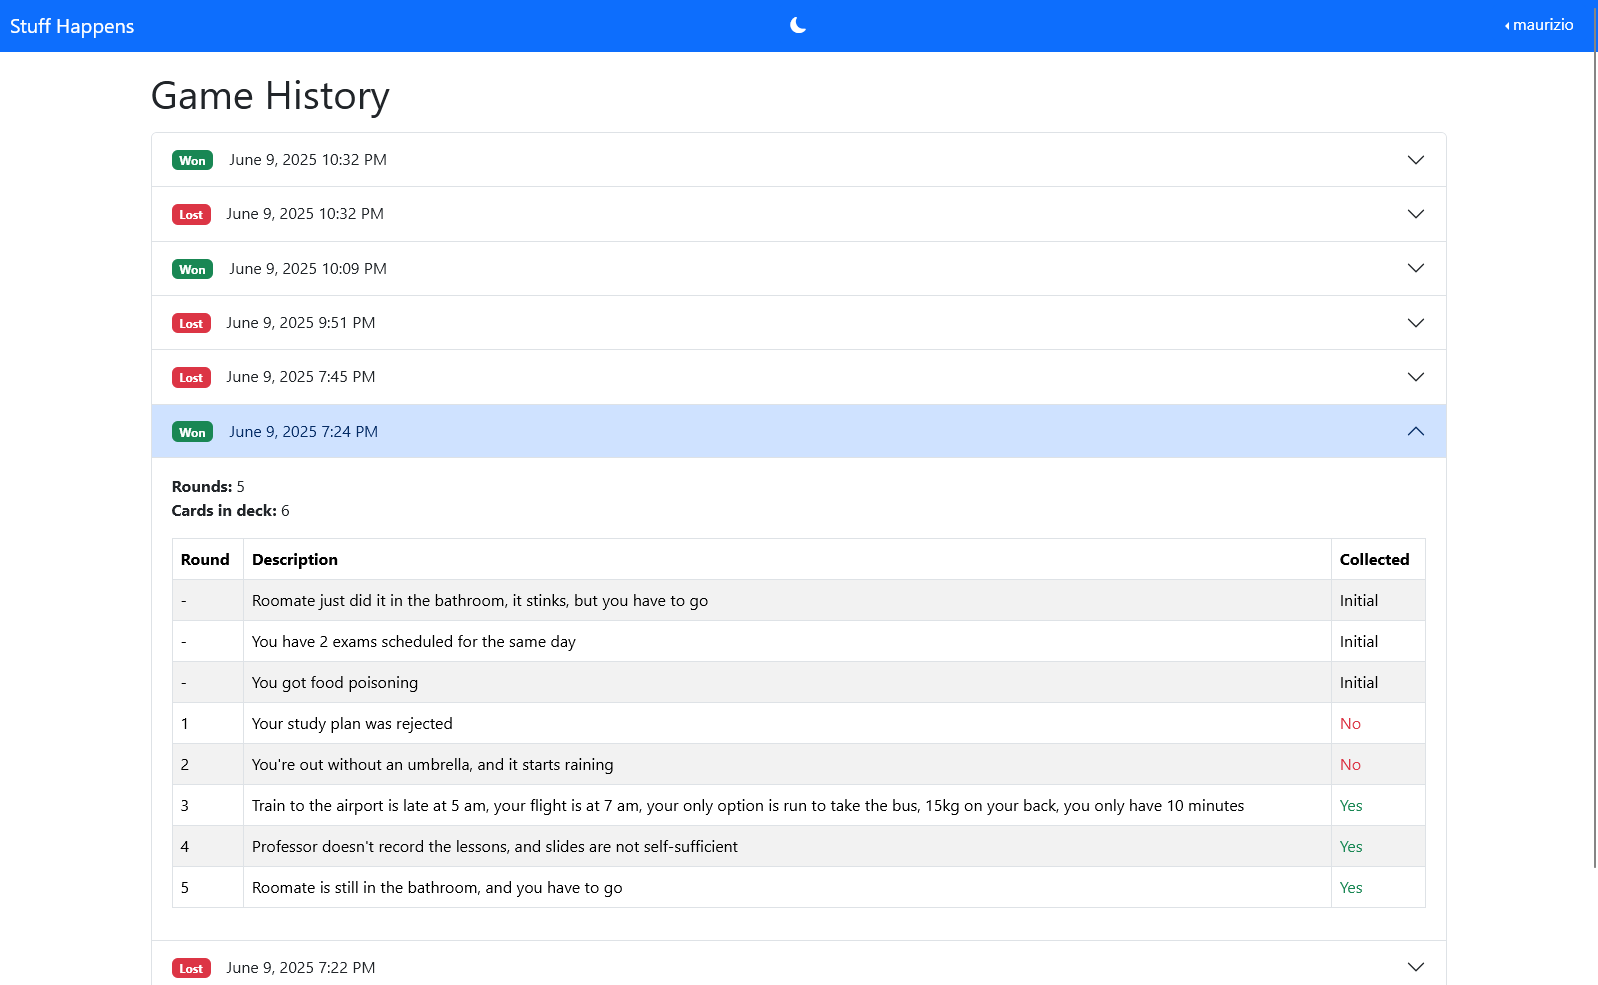 Stuff Happens
maurizio
Game History
Won June 9, 2025 10:32 PM
Lost June 9, 2025 10:32 PM
Won June 9, 2025 10:09 PM
Lost June 9, 2025 9:51 PM
Lost June 9, 2025 7:45 PM
Won June 9, 2025 7:24 PM
Rounds: 5
Cards in deck: 6
Round Description Collected
- Roomate just did it in the bathroom, it stinks, but you have to go Initial
- You have 2 exams scheduled for the same day Initial
- You got food poisoning Initial
1 Your study plan was rejected No
2 You're out without an umbrella, and it starts raining No
3 Train to the airport is late at 5 am, your flight is at 7 am, your only option is run to take the bus, 15kg on your back, you only have 10 minutes Yes
4 Professor doesn't record the lessons, and slides are not self-sufficient Yes
5 Roomate is still in the bathroom, and you have to go Yes
Lost June 9, 2025 7:22 PM